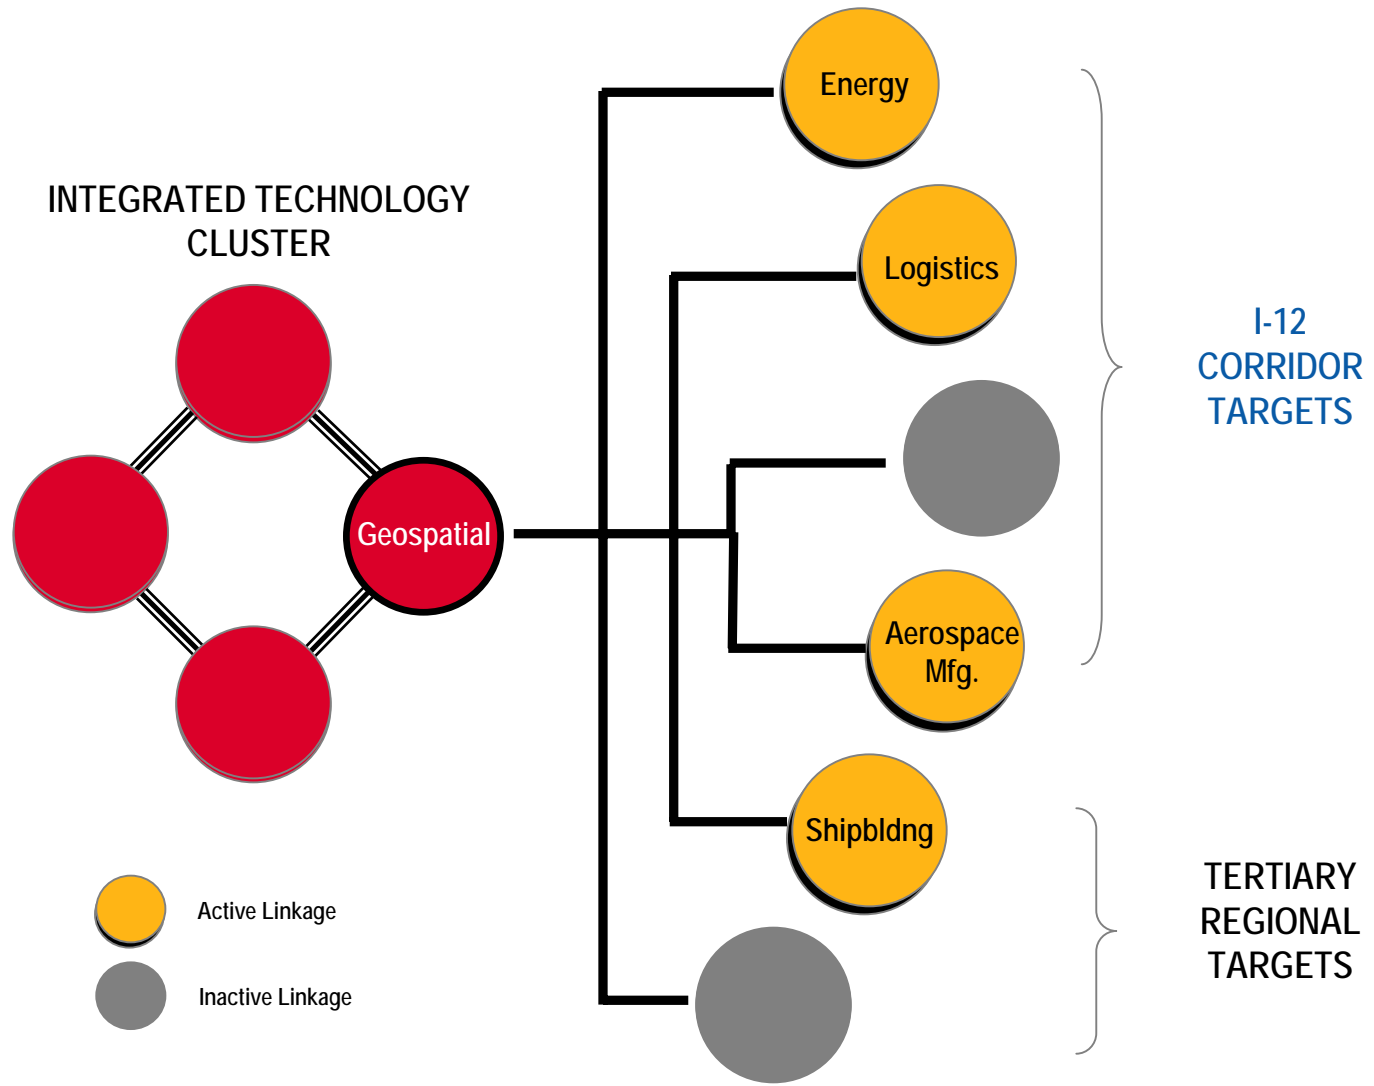 INTEGRATED TECHNOLOGY
CLUSTER
Geospatial
Energy
Logistics
Aerospace
Mfg.
Shipbldng
I-12
CORRIDOR
TARGETS
TERTIARY
REGIONAL
TARGETS
Active Linkage
Inactive Linkage